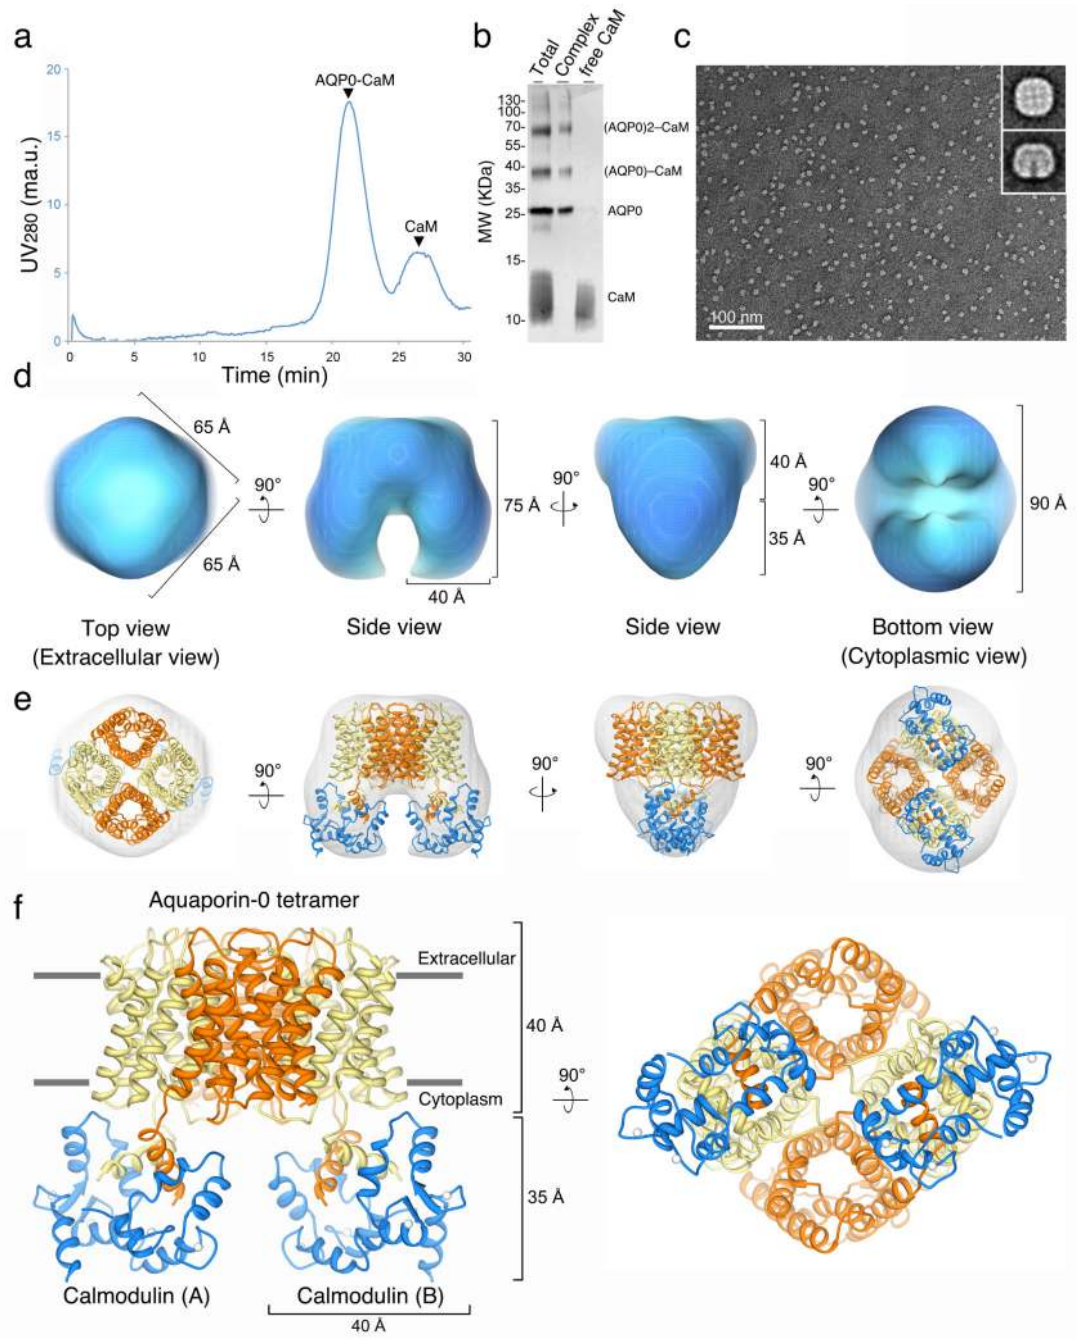 a
20
15
10
5
0
UV280 (ma.u.)
AQP0-CaM
CaM
0
5
10
15
20
25
30
Time (min)
b
Total
Complex
free CaM
130-
100-
70-
55-
40-
35-
25-
15-
10-
MW (KDa)
(AQP0)2–CaM
(AQP0)–CaM
AQP0
CaM
c
100 nm
d
65 Å
65 Å
90°
75 Å
40 Å
90°
40 Å
35 Å
90°
90 Å
Top view
(Extracellular view)
Side view
Side view
Bottom view
(Cytoplasmic view)
e
90°
90°
90°
f
Aquaporin-0 tetramer
Extracellular
Cytoplasm
40 Å
35 Å
90°
Calmodulin (A)
Calmodulin (B)
40 Å